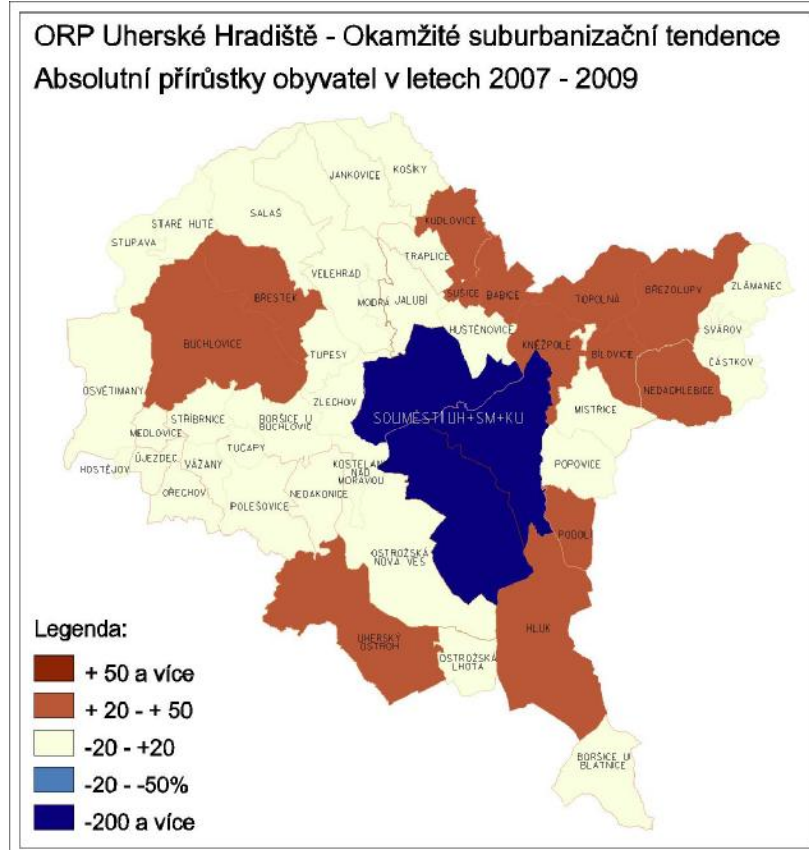 ORP Uherské Hradiště - Okamžité suburbanizační tendence
Absolutní přírůstky obyvatel v letech 2007 - 2009
KOŠÍKY
JANKOVICE
SALAŠ
STARÉ HUTĚ
STUPAVA
KUDLOVICE
TRAPLICE
VELEHRAD
MODRÁ
JALUBÍ
SUŠICE
BABICE
TOPOLNÁ
BŘEZOLUPY
ZLÁMANEC
BŘESTEK
BUCHLOVICE
HUŠTĚNOVICE
KNĚŽPOLE
BÍLOVICE
SVÁROV
ČÁSTKOV
NEDACHLEBICE
TUPESY
OSVĚTIMANY
ZLECHOV
SOUMĚSTÍ UH+SM+KU
MISTŘICE
STŘÍBRNICE
BORŠICE U
BUCHLOVIC
MEDLOVICE
TUČAPY
ÚJEZDEC
VÁŽANY
HOSTĚJOV
KOSTELANY
NAD
MORAVOU
POPOVICE
OŘECHOV
POLEŠOVICE
NEDAKONICE
PODOLÍ
OSTROŽSKÁ
NOVÁ VES
HLUK
UHERSKÝ
OSTROH
OSTROŽSKÁ
LHOTA
BORŠICE U
BLATNICE
Legenda:
+ 50 a více
+ 20 - + 50
-20 - +20
-20 - -50%
-200 a více